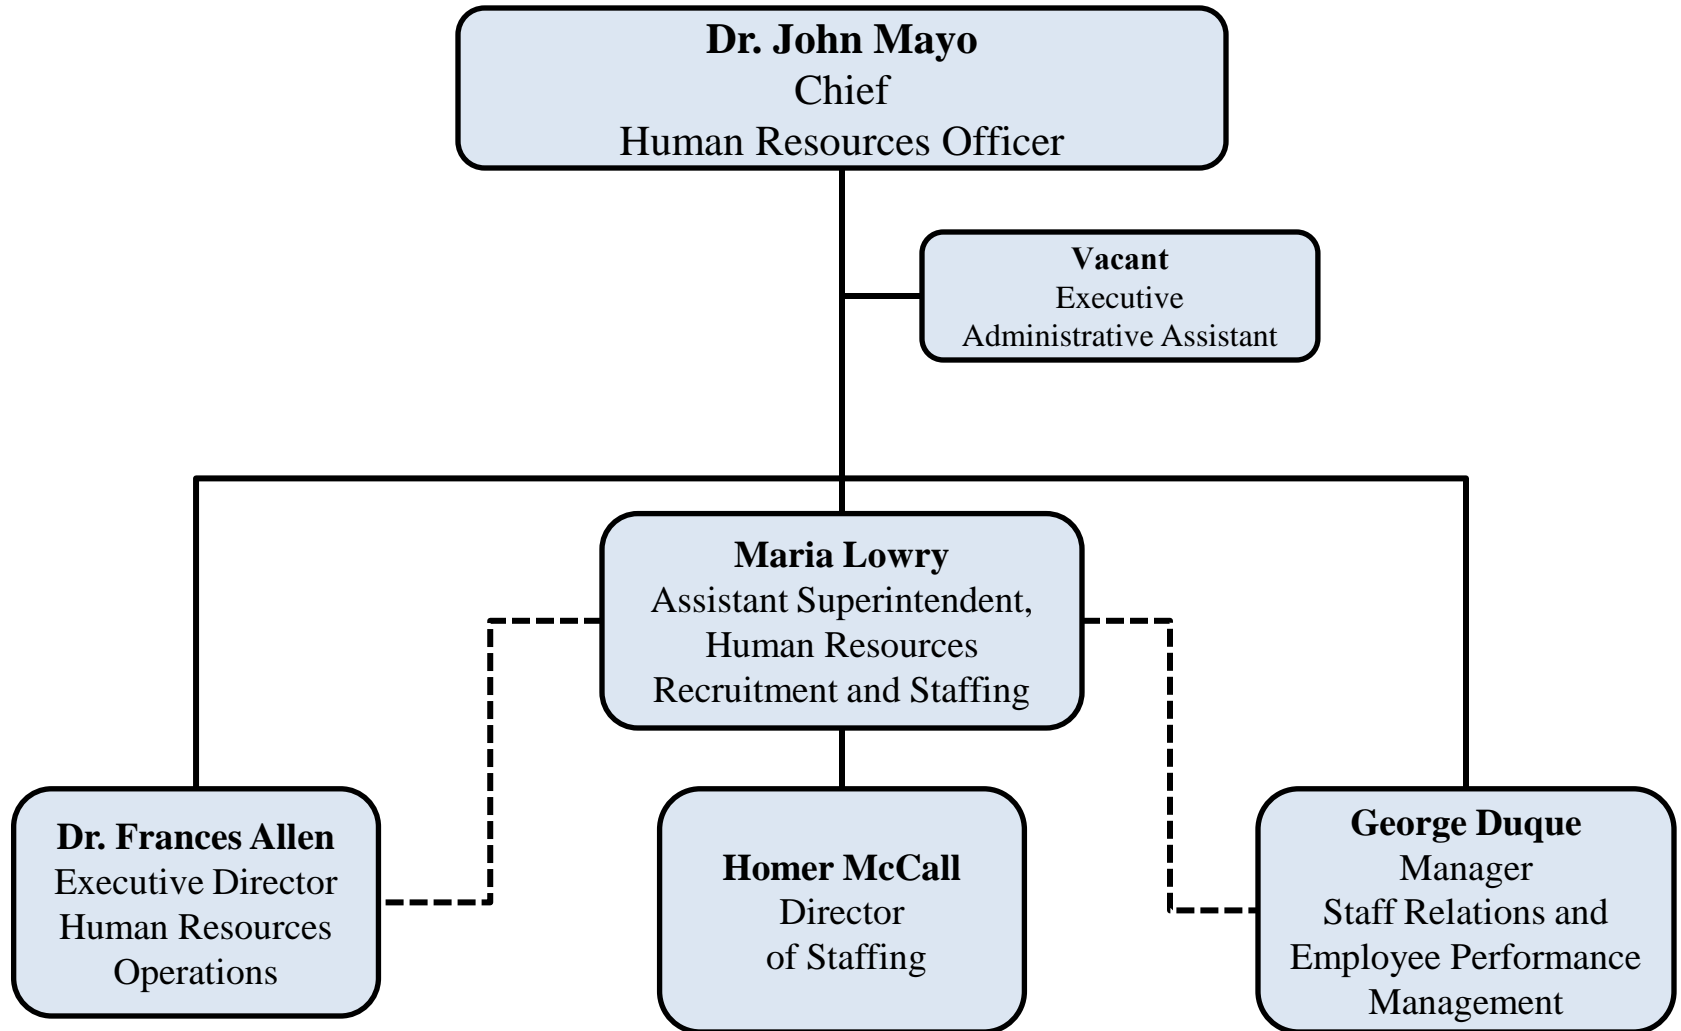 Dr. John Mayo
Chief
Human Resources Officer
Vacant
Executive
Administrative Assistant
Maria Lowry
Assistant Superintendent,
Human Resources
Recruitment and Staffing
Dr. Frances Allen
Executive Director
Human Resources
Operations
Homer McCall
Director
of Staffing
George Duque
Manager
Staff Relations and
Employee Performance
Management